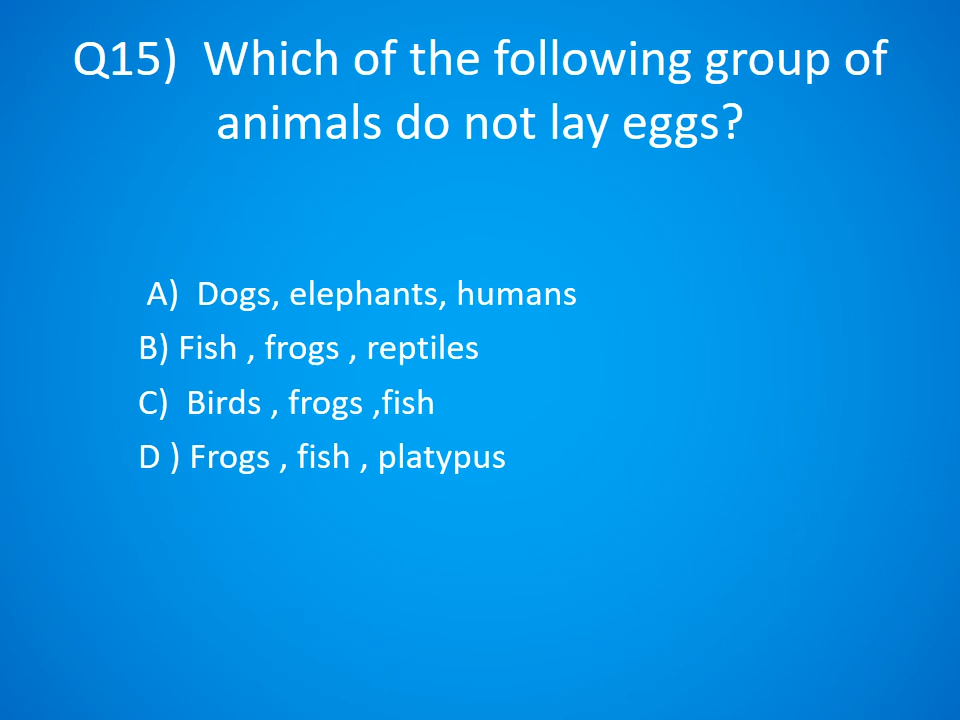 Q15)  Which of the following group of
animals do not lay eggs?
A)  Dogs, elephants, humans
B) Fish , frogs , reptiles
C)  Birds , frogs ,fish
D ) Frogs , fish , platypus